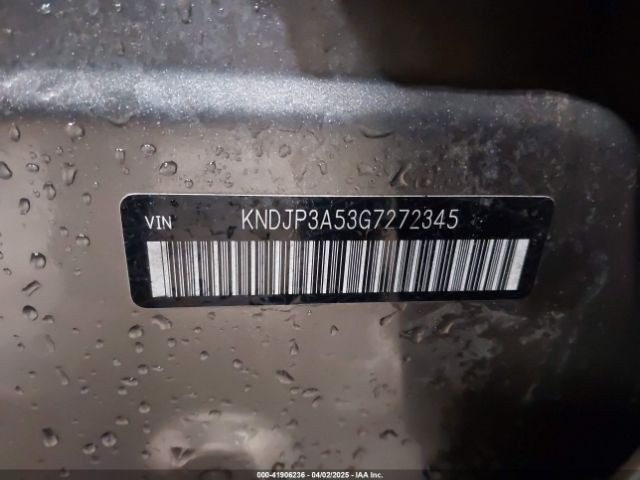 VIN KNDJP3A53G7272345
000-41906236 - 04/02/2025 - IAA Inc.